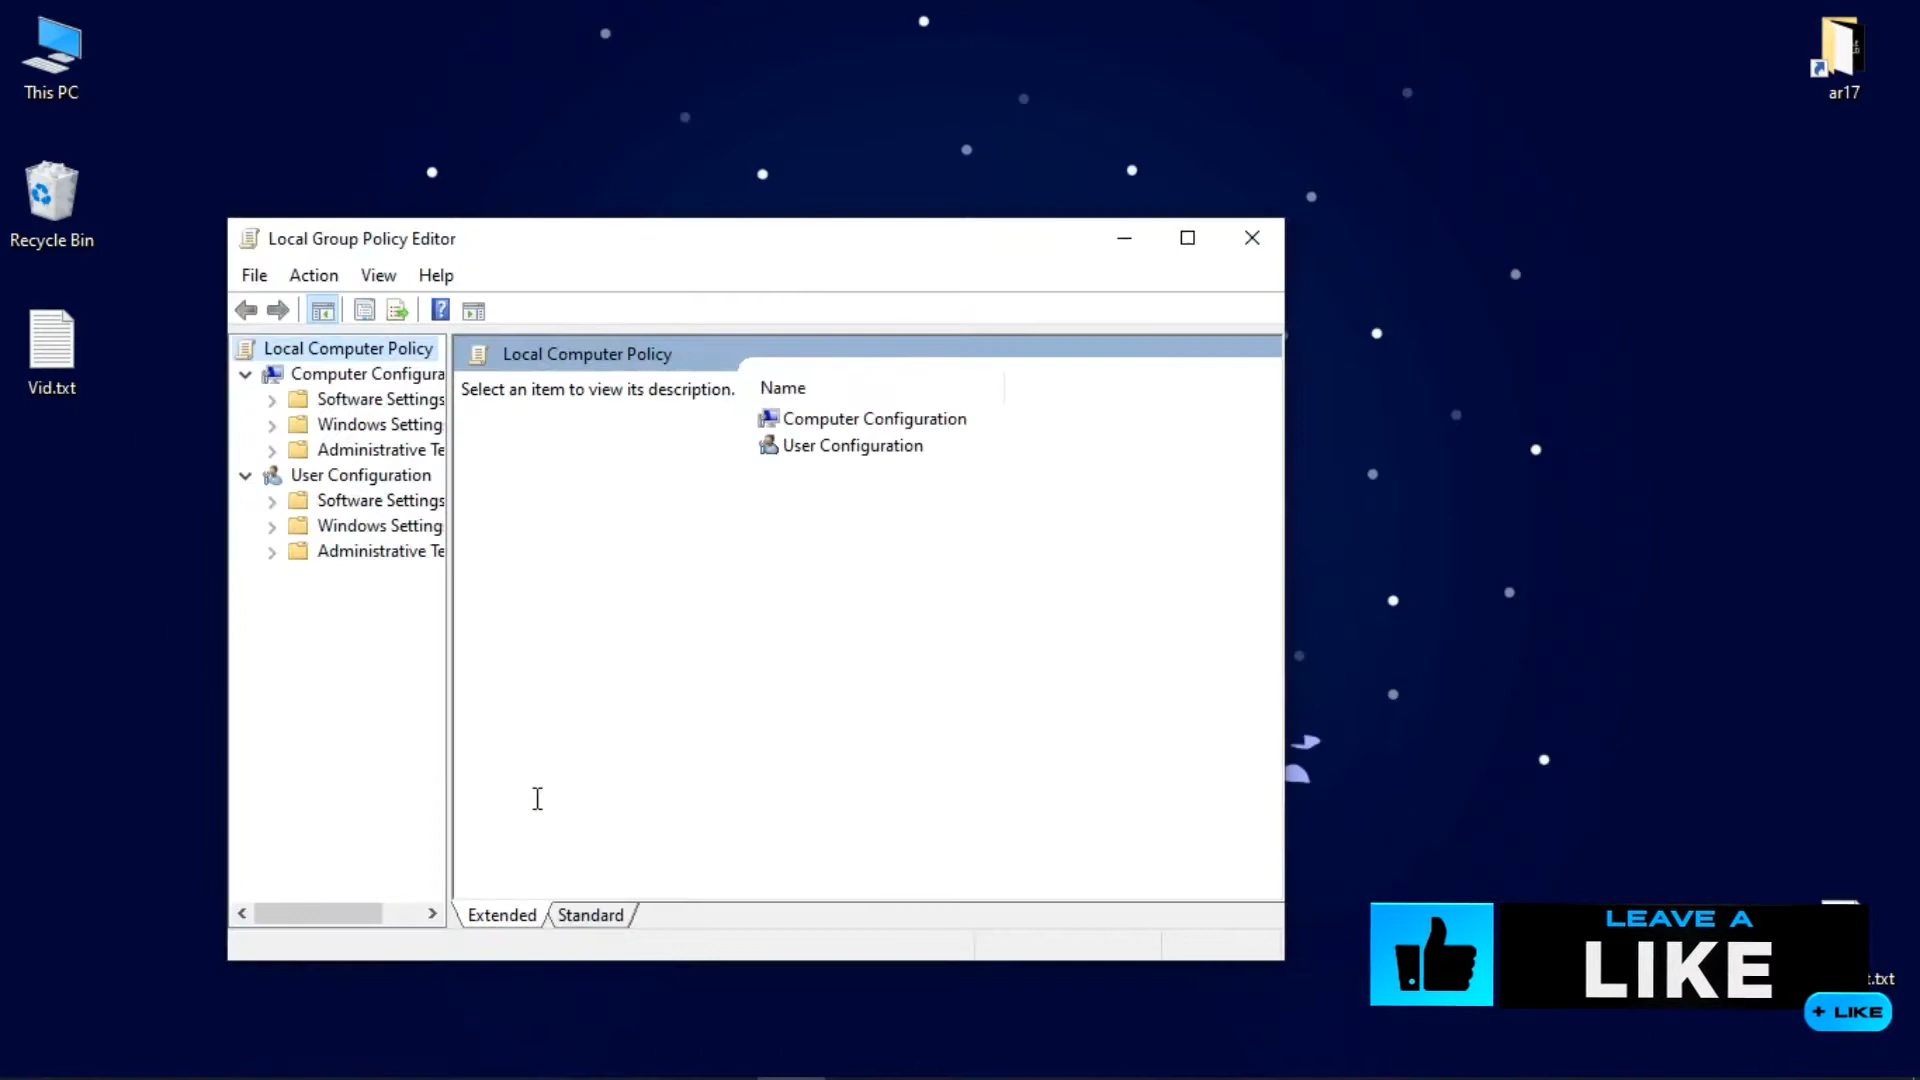 This PC
Recycle Bin
Vid.txt
ar17
Local Group Policy Editor
File Action View Help
Local Computer Policy
Computer Configura
Software Settings
Windows Setting
Administrative Te
User Configuration
Software Settings
Windows Setting
Administrative Te
Local Computer Policy
Select an item to view its description.
Name
Computer Configuration
User Configuration
Extended
Standard
LEAVE A
LIKE
t.txt
+ LIKE